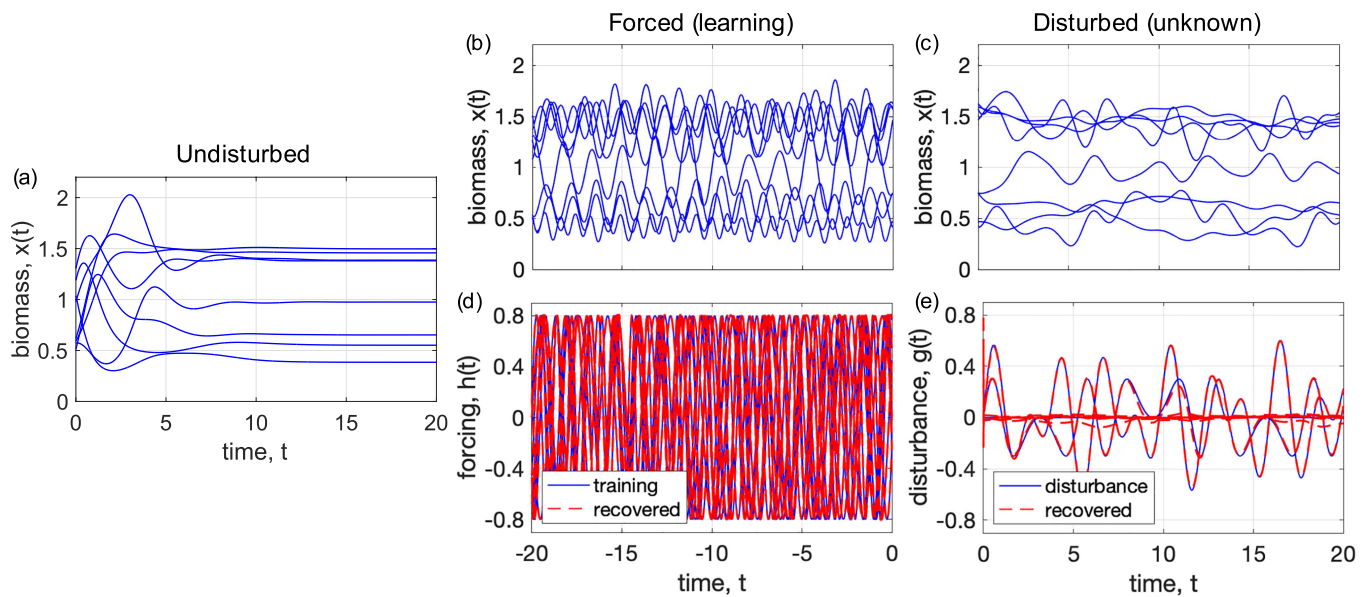 Forced (learning)
Disturbed (unknown)
Undisturbed
(a)
biomass, x(t)
2
1.5
1
0.5
0
0
5
10
15
20
time, t
(b)
biomass, x(t)
2
1.5
1
0.5
0
(c)
biomass, x(t)
2
1.5
1
0.5
0
(d)
forcing, h(t)
0.8
0.4
0
-0.4
-0.8
training
recovered
-20
-15
-10
-5
0
time, t
(e)
disturbance, g(t)
0.8
0.4
0
-0.4
-0.8
disturbance
recovered
0
5
10
15
20
time, t